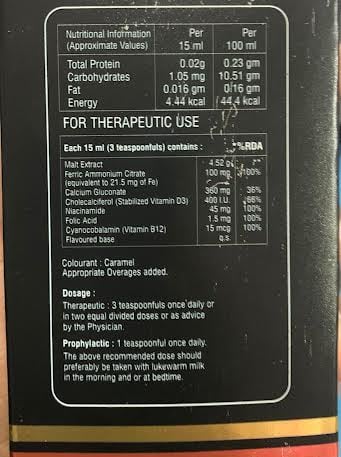 Nutritional Information Per Per
(Approximate Values) 15 ml 100 ml
Total Protein 0.02g 0.23 gm
Carbohydrates 1.05 mg 10.51 gm
Fat 0.016 gm 0.16 gm
Energy 4.44 kcal 44.4 kcal
FOR THERAPEUTIC USE
Each 15 ml (3 teaspoonfuls) contains : *%RDA
Malt Extract 4.52 g **
Ferric Ammonium Citrate 100 mg 100%
(equivalent to 21.5 mg of Fe)
Calcium Gluconate 360 mg 36%
Cholecalciferol (Stabilized Vitamin D3) 400 I.U. 66%
Niacinamide 45 mg 100%
Folic Acid 1.5 mg 100%
Cyanocobalamin (Vitamin B12) 15 mcg 100%
Flavoured base q.s.
Colourant : Caramel
Appropriate Overages added.
Dosage :
Therapeutic : 3 teaspoonfuls once daily or
in two equal divided doses or as advice
by the Physician.
Prophylactic : 1 teaspoonful once daily.
The above recommended dose should
preferably be taken with lukewarm milk
in the morning and or at bedtime.